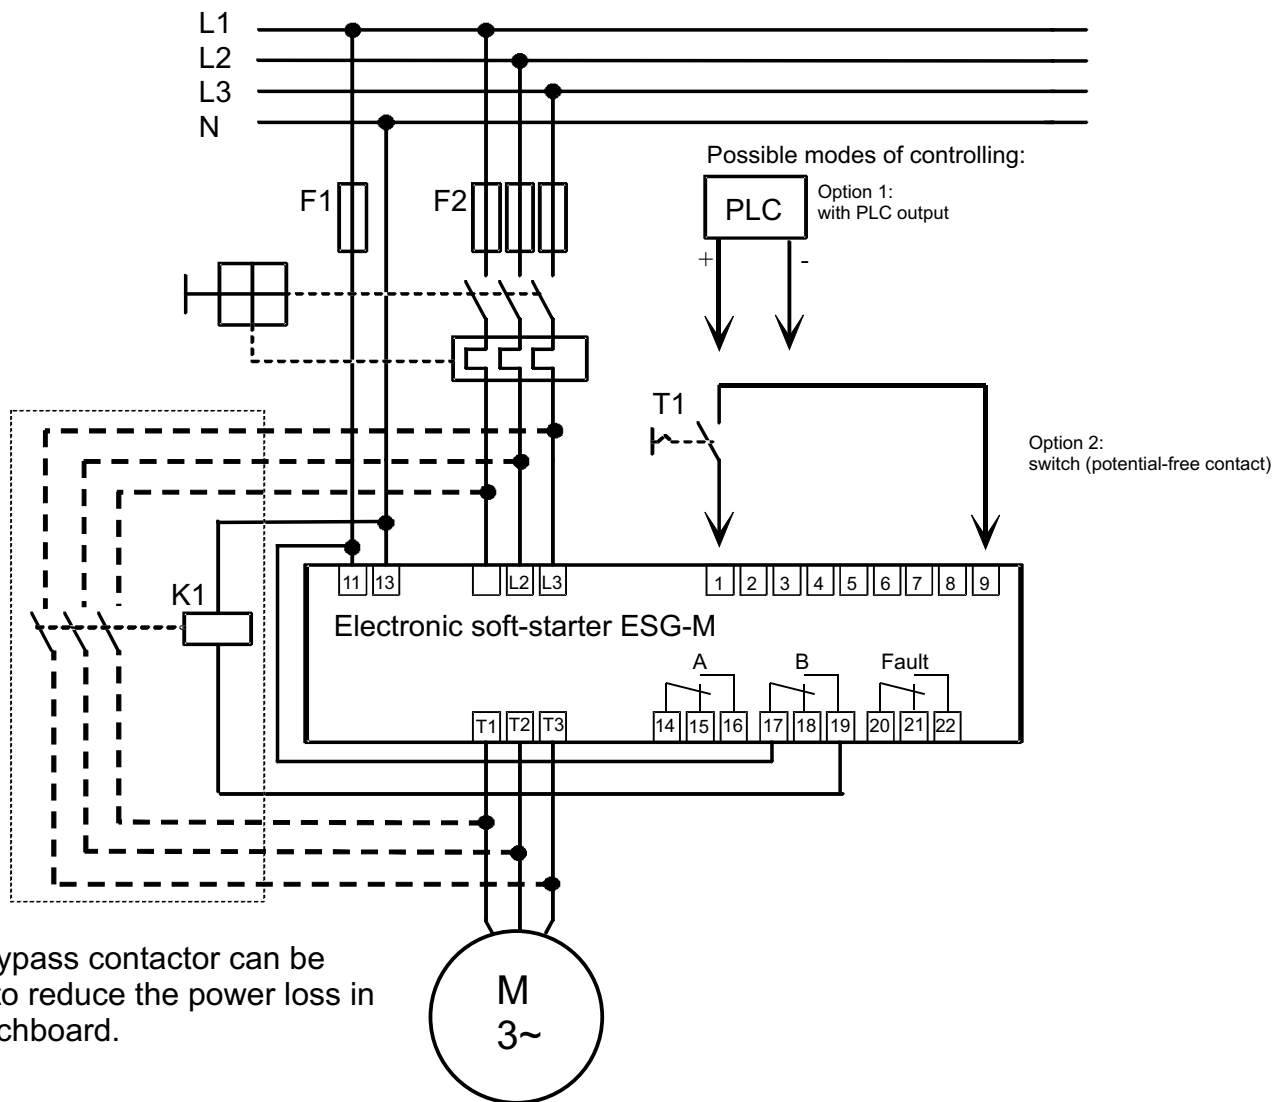 L1
L2
L3
N
Possible modes of controlling:
PLC
Option 1:
with PLC output
+
-
F1
F2
T1
Option 2:
switch (potential-free contact)
11 13 L2 L3 1 2 3 4 5 6 7 8 9
K1
Electronic soft-starter ESG-M
A B Fault
T1 T2 T3 14 15 16 17 18 19 20 21 22
ypass contactor can be
to reduce the power loss in
chboard.
M
3~